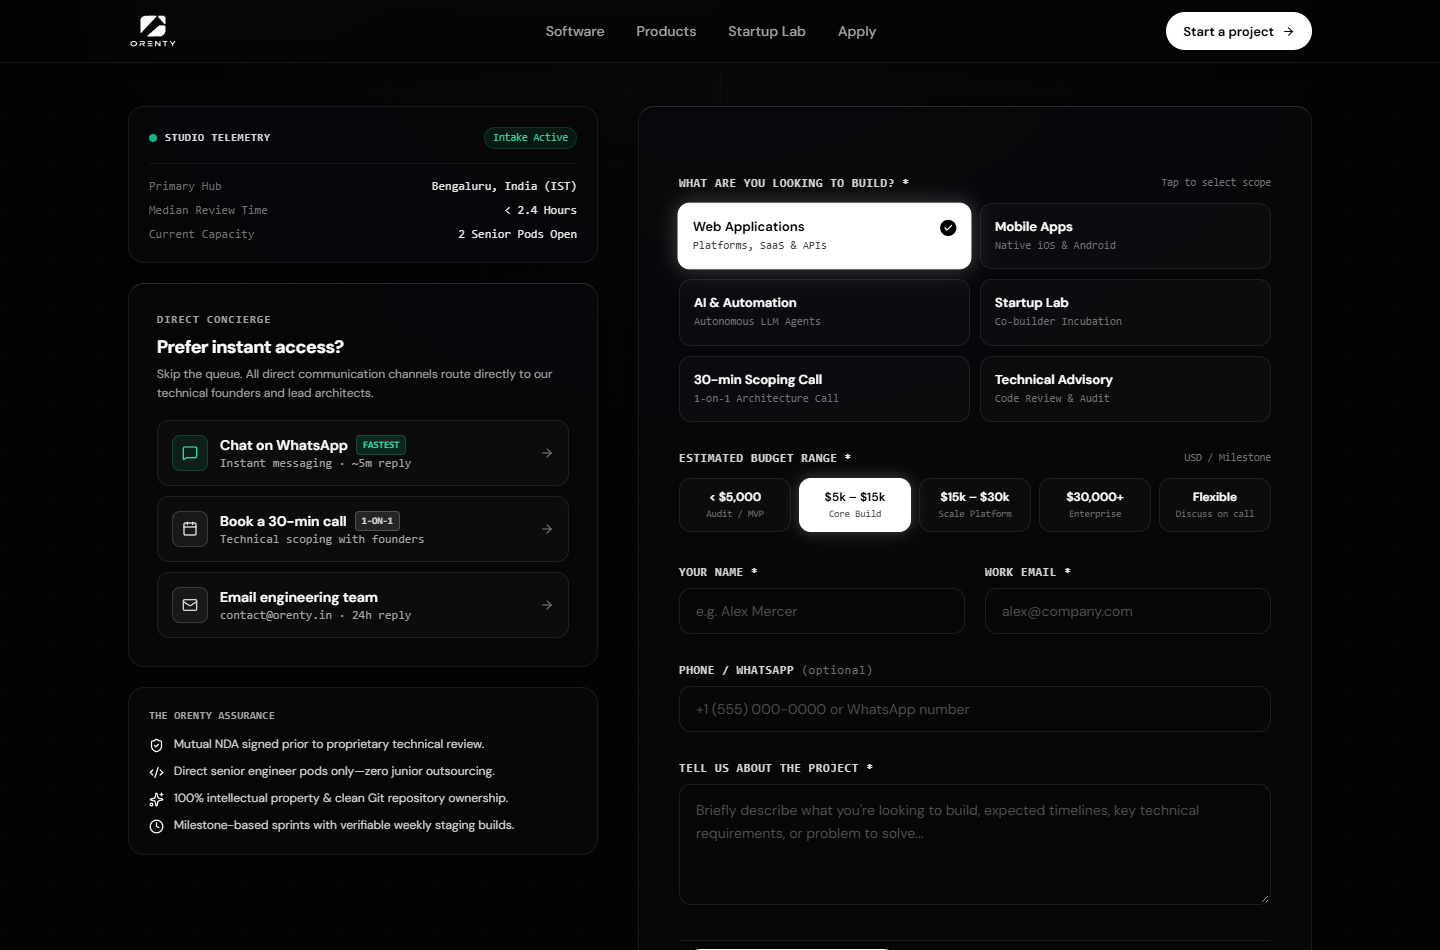 ORENTY
Software
Products
Startup Lab
Apply
Start a project →
STUDIO TELEMETRY
Intake Active
Primary Hub
Bengaluru, India (IST)
Median Review Time
< 2.4 Hours
Current Capacity
2 Senior Pods Open
DIRECT CONCIERGE
Prefer instant access?
Skip the queue. All direct communication channels route directly to our
technical founders and lead architects.
Chat on WhatsApp
FASTEST
Instant messaging · ~5m reply
Book a 30-min call
1-ON-1
Technical scoping with founders
Email engineering team
contact@orenty.in · 24h reply
THE ORENTY ASSURANCE
Mutual NDA signed prior to proprietary technical review.
Direct senior engineer pods only—zero junior outsourcing.
100% intellectual property & clean Git repository ownership.
Milestone-based sprints with verifiable weekly staging builds.
WHAT ARE YOU LOOKING TO BUILD? *
Tap to select scope
Web Applications
Platforms, SaaS & APIs
Mobile Apps
Native iOS & Android
AI & Automation
Autonomous LLM Agents
Startup Lab
Co-builder Incubation
30-min Scoping Call
1-on-1 Architecture Call
Technical Advisory
Code Review & Audit
ESTIMATED BUDGET RANGE *
USD / Milestone
< $5,000
Audit / MVP
$5k – $15k
Core Build
$15k – $30k
Scale Platform
$30,000+
Enterprise
Flexible
Discuss on call
YOUR NAME *
e.g. Alex Mercer
WORK EMAIL *
alex@company.com
PHONE / WHATSAPP (optional)
+1 (555) 000-0000 or WhatsApp number
TELL US ABOUT THE PROJECT *
Briefly describe what you're looking to build, expected timelines, key technical
requirements, or problem to solve...